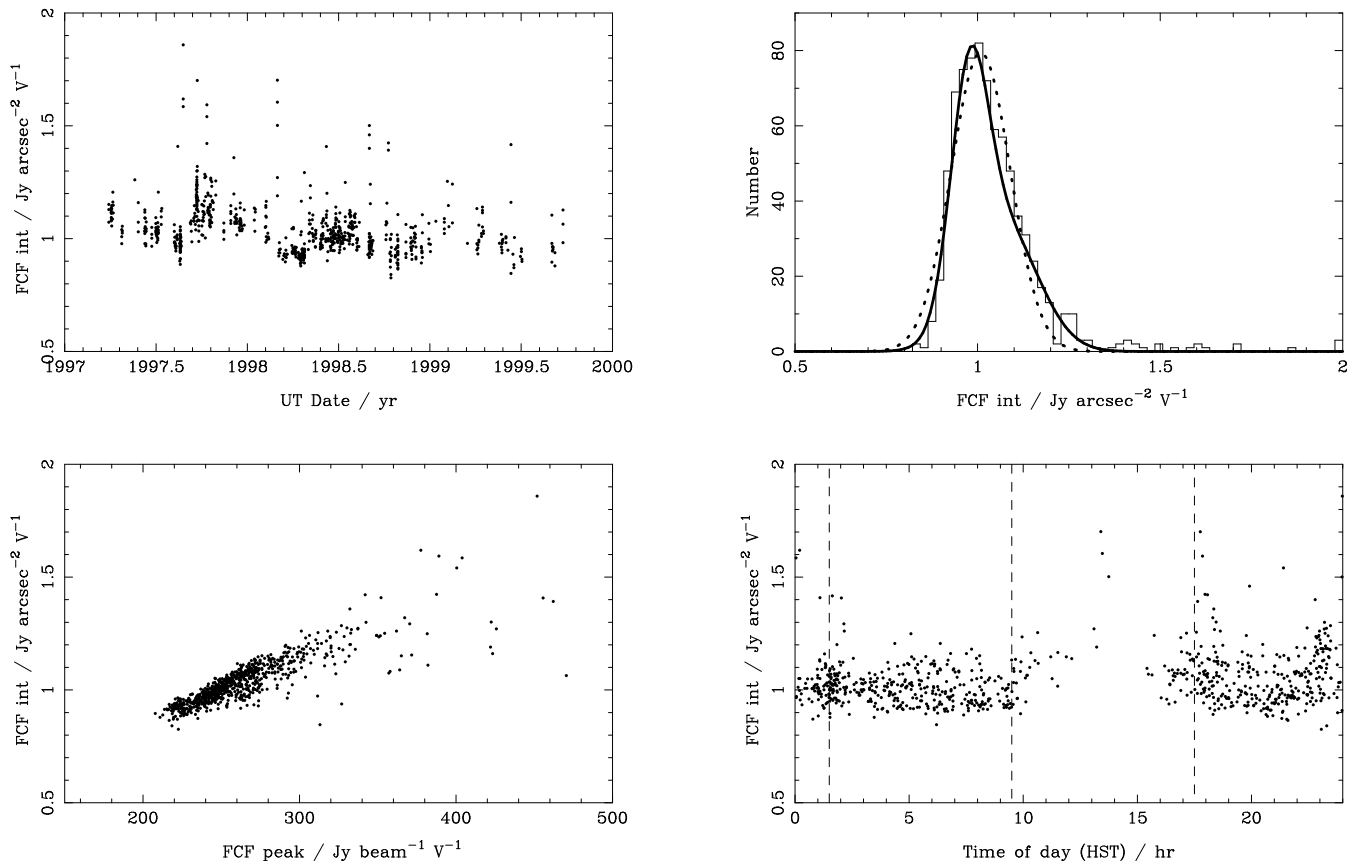 2
1.5
1
0.5
FCF int / Jy arcsec⁻² V⁻¹
1997 1997.5 1998 1998.5 1999 1999.5 2000
UT Date / yr
80
60
40
20
0
Number
0.5 1 1.5 2
FCF int / Jy arcsec⁻² V⁻¹
2
1.5
1
0.5
FCF int / Jy arcsec⁻² V⁻¹
200 300 400 500
FCF peak / Jy beam⁻¹ V⁻¹
2
1.5
1
0.5
FCF int / Jy arcsec⁻² V⁻¹
0 5 10 15 20
Time of day (HST) / hr